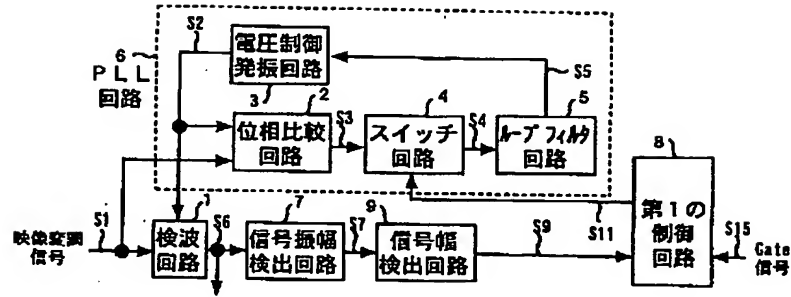 6
PLL
回路
S2
電圧制御
発振回路
3
S5
2
位相比較
回路
S3
4
スイッチ
回路
S4
5
ループフィルタ
回路
8
第1の
制御
回路
S11
S15
Gate
信号
映像変調
信号
S1
1
検波
回路
S6
7
信号振幅
検出回路
S7
9
信号幅
検出回路
S9